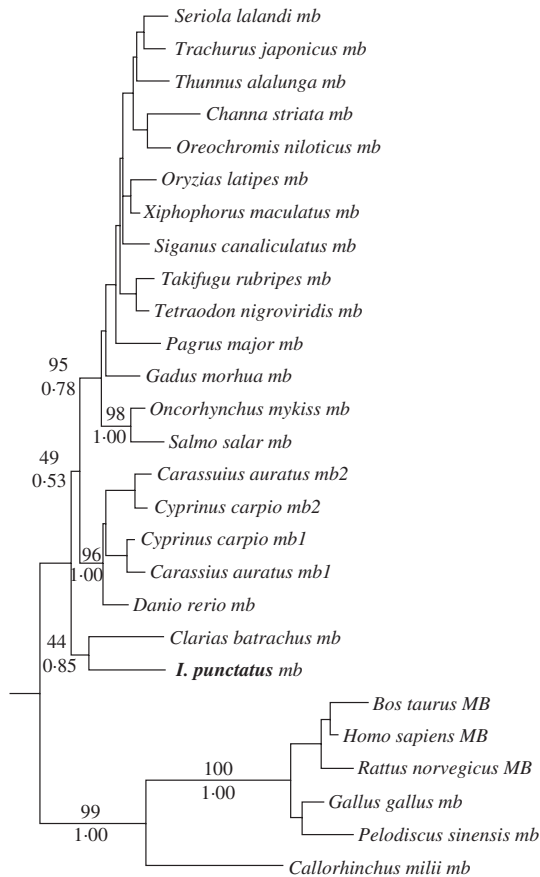 Seriola lalandi mb
Trachurus japonicus mb
Thunnus alalunga mb
Channa striata mb
Oreochromis niloticus mb
Oryzias latipes mb
Xiphophorus maculatus mb
Siganus canaliculatus mb
Takifugu rubripes mb
Tetraodon nigroviridis mb
Pagrus major mb
95
0·78
Gadus morhua mb
98
1·00
Oncorhynchus mykiss mb
Salmo salar mb
49
0·53
Carassuius auratus mb2
Cyprinus carpio mb2
Cyprinus carpio mb1
96
1·00
Carassius auratus mb1
Danio rerio mb
44
0·85
Clarias batrachus mb
I. punctatus mb
Bos taurus MB
Homo sapiens MB
Rattus norvegicus MB
100
1·00
Gallus gallus mb
99
1·00
Pelodiscus sinensis mb
Callorhinchus milii mb